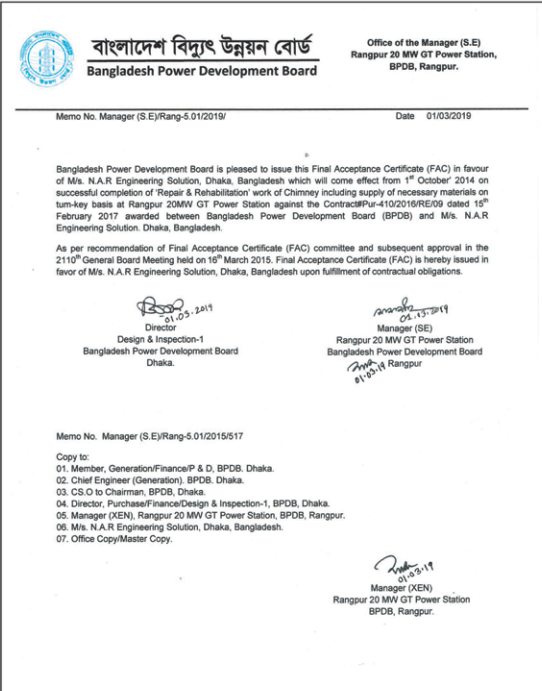 বাংলাদেশ বিদ্যুৎ উন্নয়ন বোর্ড
Bangladesh Power Development Board
Office of the Manager (S.E)
Rangpur 20 MW GT Power Station,
BPDB, Rangpur.
Memo No. Manager (S.E)/Rang-5.01/2019/
Date 01/03/2019
Bangladesh Power Development Board is pleased to issue this Final Acceptance Certificate (FAC) in favour
of M/s. N.A.R Engineering Solution, Dhaka, Bangladesh which will come effect from 1st October' 2014 on
successful completion of 'Repair & Rehabilitation' work of Chimney including supply of necessary materials on
turn-key basis at Rangpur 20MW GT Power Station against the Contract#Pur-410/2016/RE/09 dated 15th
February 2017 awarded between Bangladesh Power Development Board (BPDB) and M/s. N.A.R
Engineering Solution. Dhaka, Bangladesh.
As per recommendation of Final Acceptance Certificate (FAC) committee and subsequent approval in the
2110th General Board Meeting held on 16th March 2015. Final Acceptance Certificate (FAC) is hereby issued in
favor of M/s. N.A.R Engineering Solution, Dhaka, Bangladesh upon fulfillment of contractual obligations.
01.03.2019
Director
Design & Inspection-1
Bangladesh Power Development Board
Dhaka.
01.03.2019
Manager (SE)
Rangpur 20 MW GT Power Station
Bangladesh Power Development Board
Rangpur
01.03.19
Memo No. Manager (S.E)/Rang-5.01/2015/517
Copy to:
01. Member, Generation/Finance/P & D, BPDB. Dhaka.
02. Chief Engineer (Generation). BPDB. Dhaka.
03. CS.O to Chairman, BPDB, Dhaka.
04. Director, Purchase/Finance/Design & Inspection-1, BPDB, Dhaka.
05. Manager (XEN), Rangpur 20 MW GT Power Station, BPDB, Rangpur.
06. M/s. N.A.R Engineering Solution, Dhaka, Bangladesh.
07. Office Copy/Master Copy.
01.03.19
Manager (XEN)
Rangpur 20 MW GT Power Station
BPDB, Rangpur.